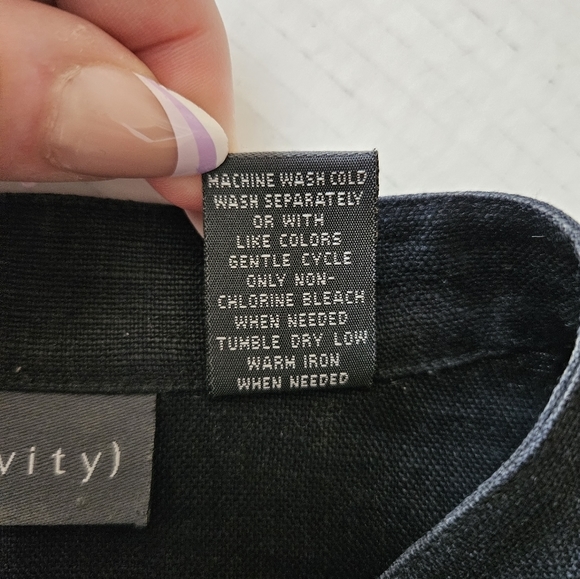 MACHINE WASH COLD
WASH SEPARATELY
OR WITH
LIKE COLORS
GENTLE CYCLE
ONLY NON-
CHLORINE BLEACH
WHEN NEEDED
TUMBLE DRY LOW
WARM IRON
WHEN NEEDED
vity)